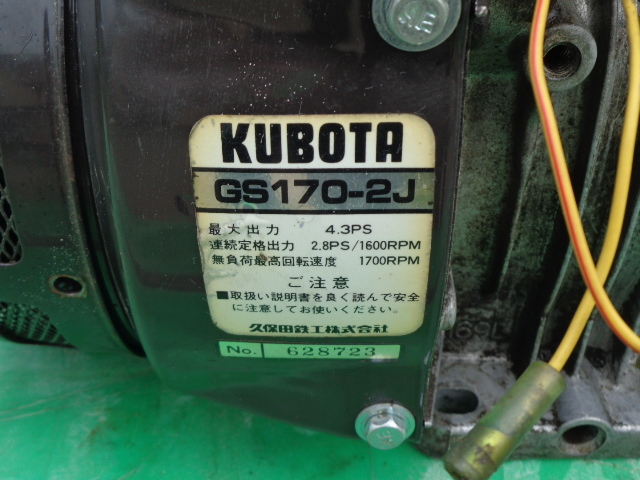 KUBOTA
GS170-2J
最大出力 4.3PS
連続定格出力 2.8PS/1600RPM
無負荷最高回転速度 1700RPM
ご注意
■取扱い説明書を良く読んで安全
に注意してお使いください。
久保田鉄工株式会社
No. 628723